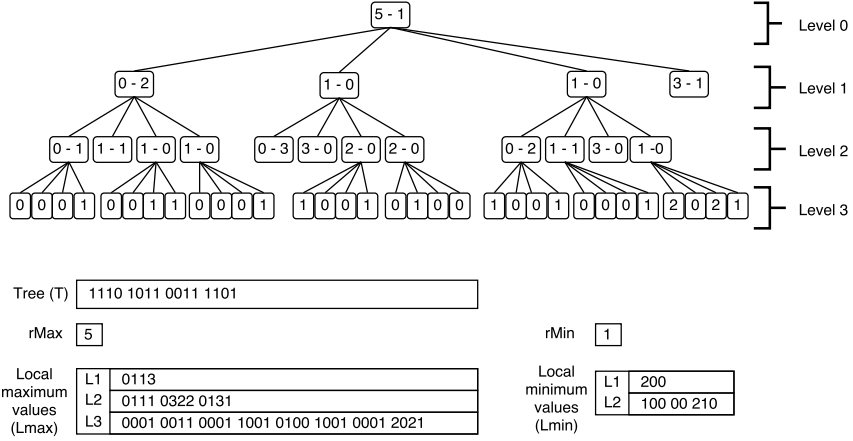 5 - 1 Level 0
0 - 2 1 - 0 1 - 0 3 - 1 Level 1
0 - 1 1 - 1 1 - 0 1 - 0 0 - 3 3 - 0 2 - 0 2 - 0 0 - 2 1 - 1 3 - 0 1 -0 Level 2
0 0 0 1 0 0 1 1 0 0 0 1 1 0 0 1 0 1 0 0 1 0 0 1 0 0 0 1 2 0 2 1 Level 3
Tree (T) 1110 1011 0011 1101
rMax 5
rMin 1
Local
maximum
values
(Lmax)
L1 0113
L2 0111 0322 0131
L3 0001 0011 0001 1001 0100 1001 0001 2021
Local
minimum
values
(Lmin)
L1 200
L2 100 00 210